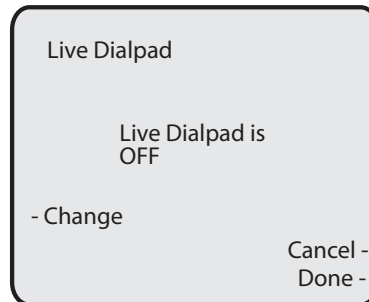 Live Dialpad
Live Dialpad is
OFF
- Change
Cancel -
Done -